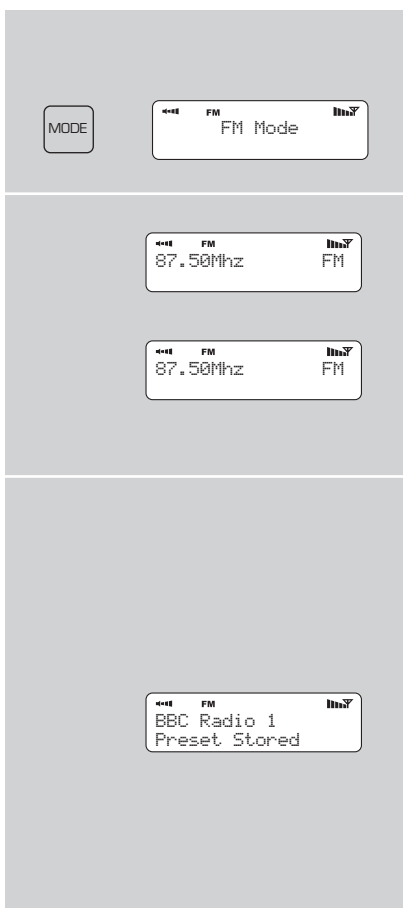 FM
MODE
FM Mode
FM
87.50Mhz FM
FM
87.50Mhz FM
FM
BBC Radio 1
Preset Stored